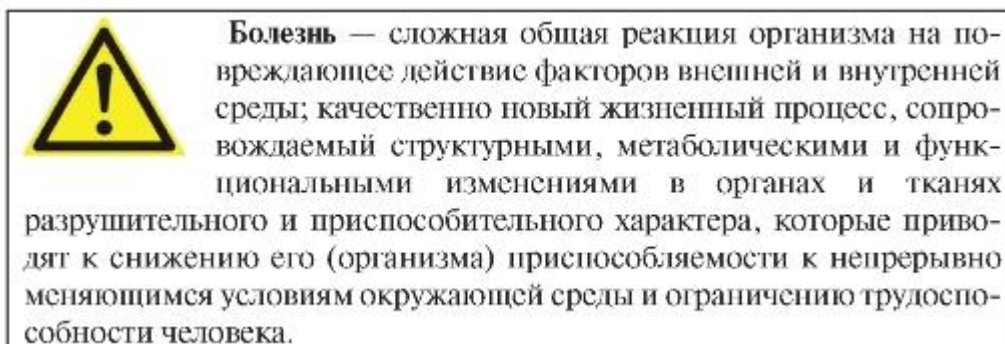 Болезнь — сложная общая реакция организма на по-
вреждающее действие факторов внешней и внутренней
среды; качественно новый жизненный процесс, сопро-
вождаемый структурными, метаболическими и функ-
циональными изменениями в органах и тканях
разрушительного и приспособительного характера, которые приво-
дят к снижению его (организма) приспособляемости к непрерывно
меняющимся условиям окружающей среды и ограничению трудоспо-
собности человека.